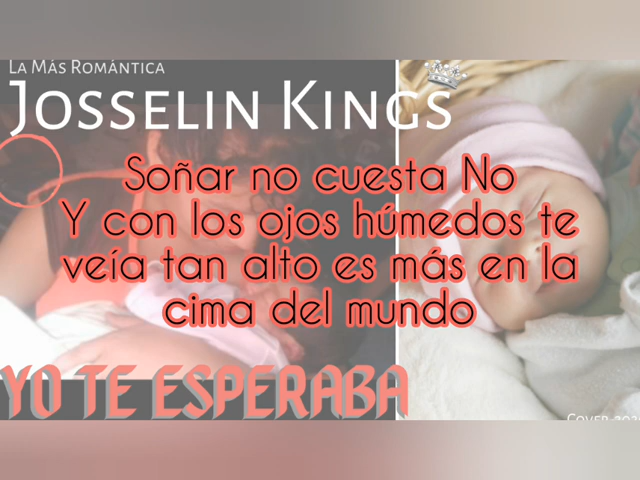 La Más Romántica
Josselin Kings
Soñar no cuesta No
Y con los ojos húmedos te
veía tan alto es más en la
cima del mundo
YO TE ESPERABA
Cover